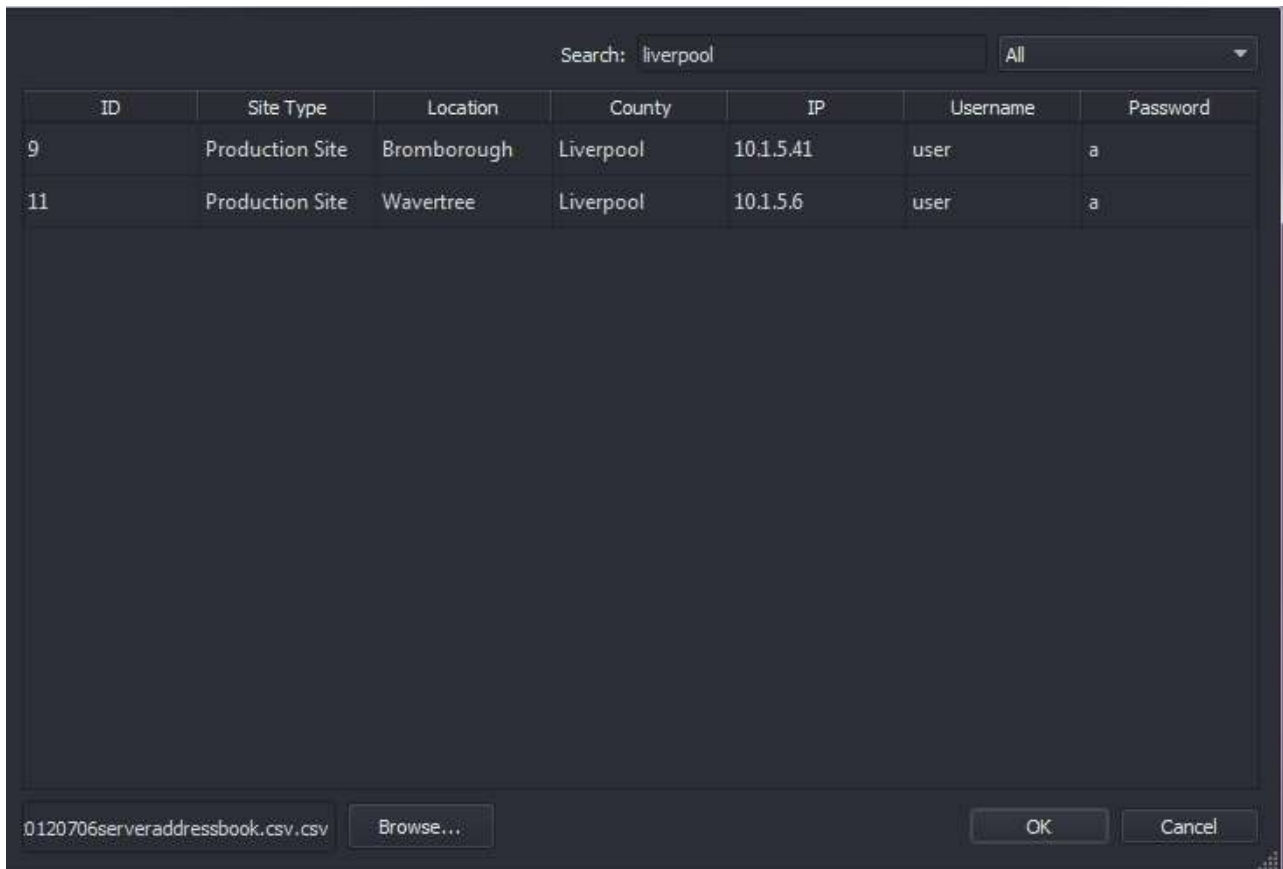 Search: liverpool All
ID Site Type Location County IP Username Password
9 Production Site Bromborough Liverpool 10.1.5.41 user a
11 Production Site Wavertree Liverpool 10.1.5.6 user a
0120706serveraddressbook.csv.csv Browse... OK Cancel